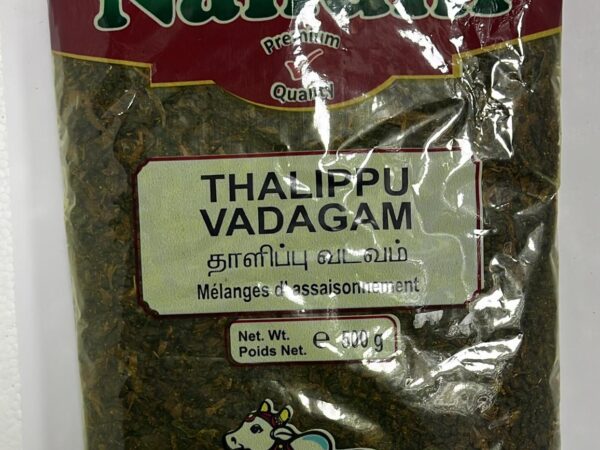 Premium
Quality
THALIPPU
VADAGAM
தாளிப்பு வடவம்
Mélanges d'assaisonnement
Net. Wt.
Poids Net. e 500 g